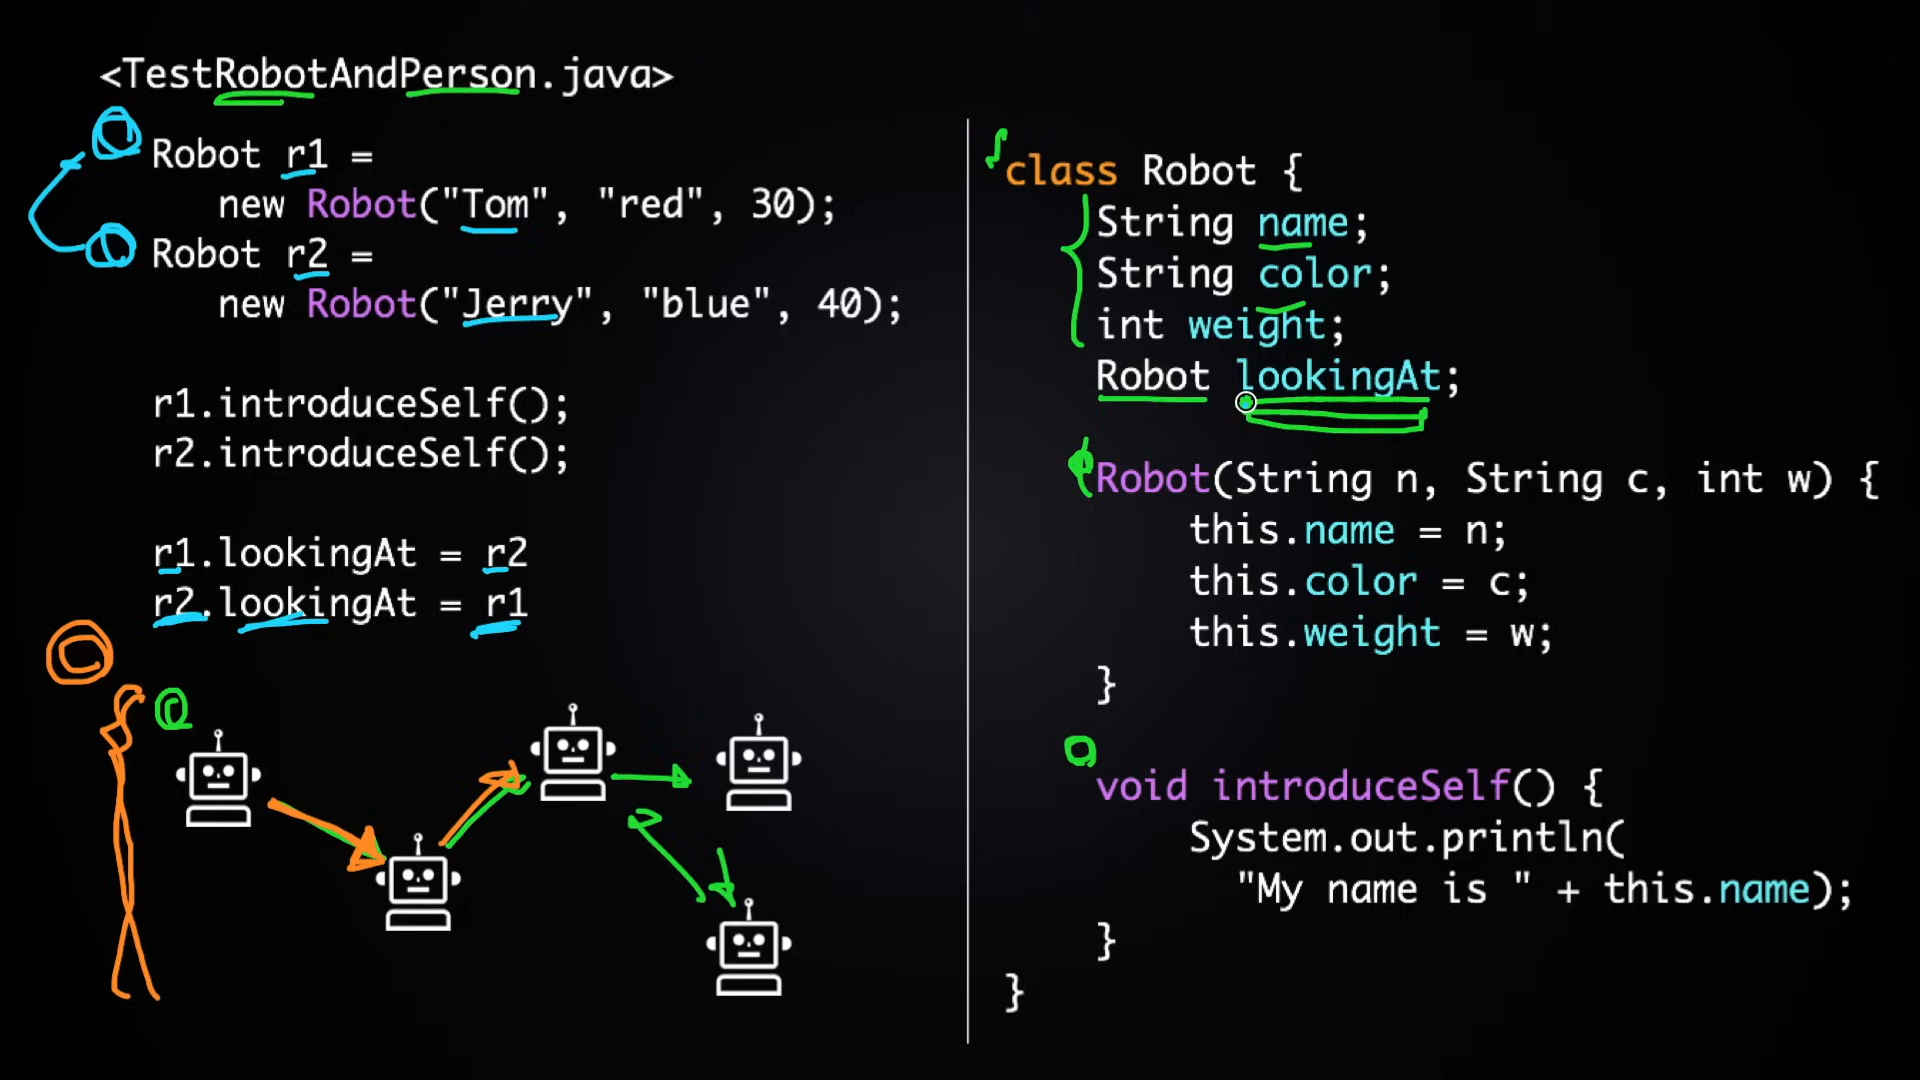 <TestRobotAndPerson.java>
Robot r1 =
new Robot("Tom", "red", 30);
Robot r2 =
new Robot("Jerry", "blue", 40);
r1.introduceSelf();
r2.introduceSelf();
r1.lookingAt = r2
r2.lookingAt = r1
class Robot {
String name;
String color;
int weight;
Robot lookingAt;
Robot(String n, String c, int w) {
this.name = n;
this.color = c;
this.weight = w;
}
void introduceSelf() {
System.out.println(
"My name is " + this.name);
}
}